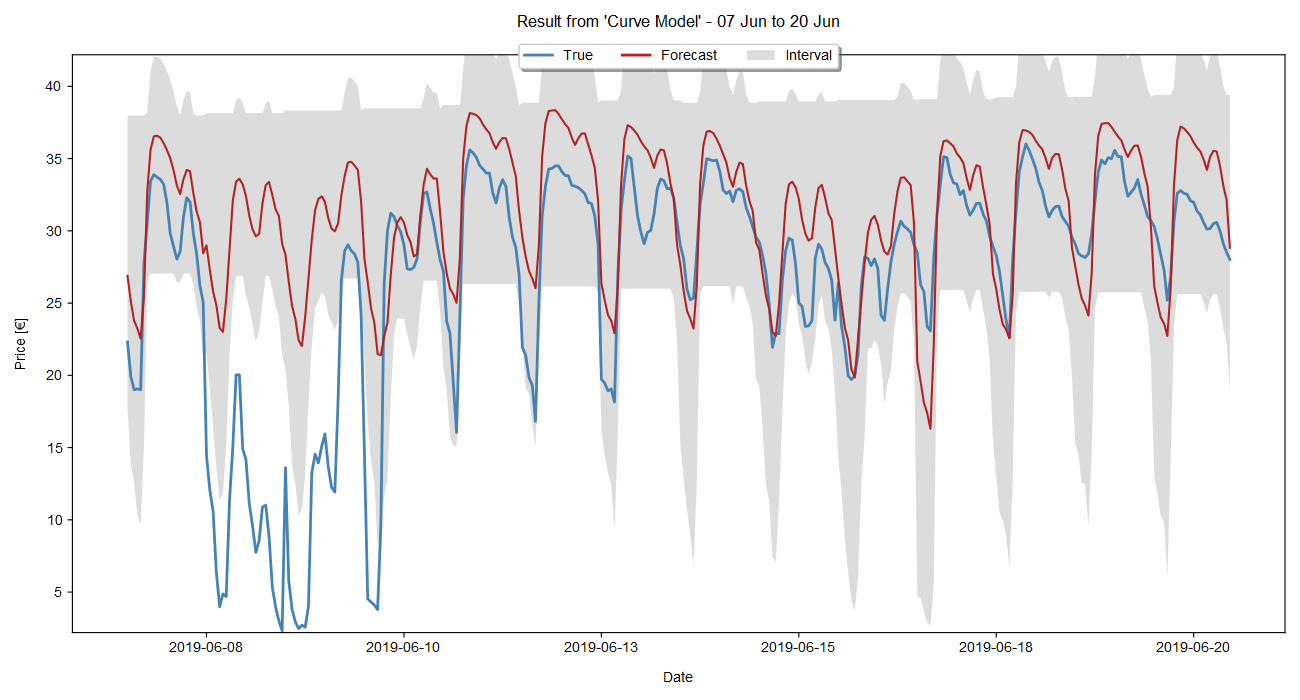 Result from 'Curve Model' - 07 Jun to 20 Jun
True Forecast Interval
40
35
30
25
20
15
10
5
Price [€]
2019-06-08 2019-06-10 2019-06-13 2019-06-15 2019-06-18 2019-06-20
Date